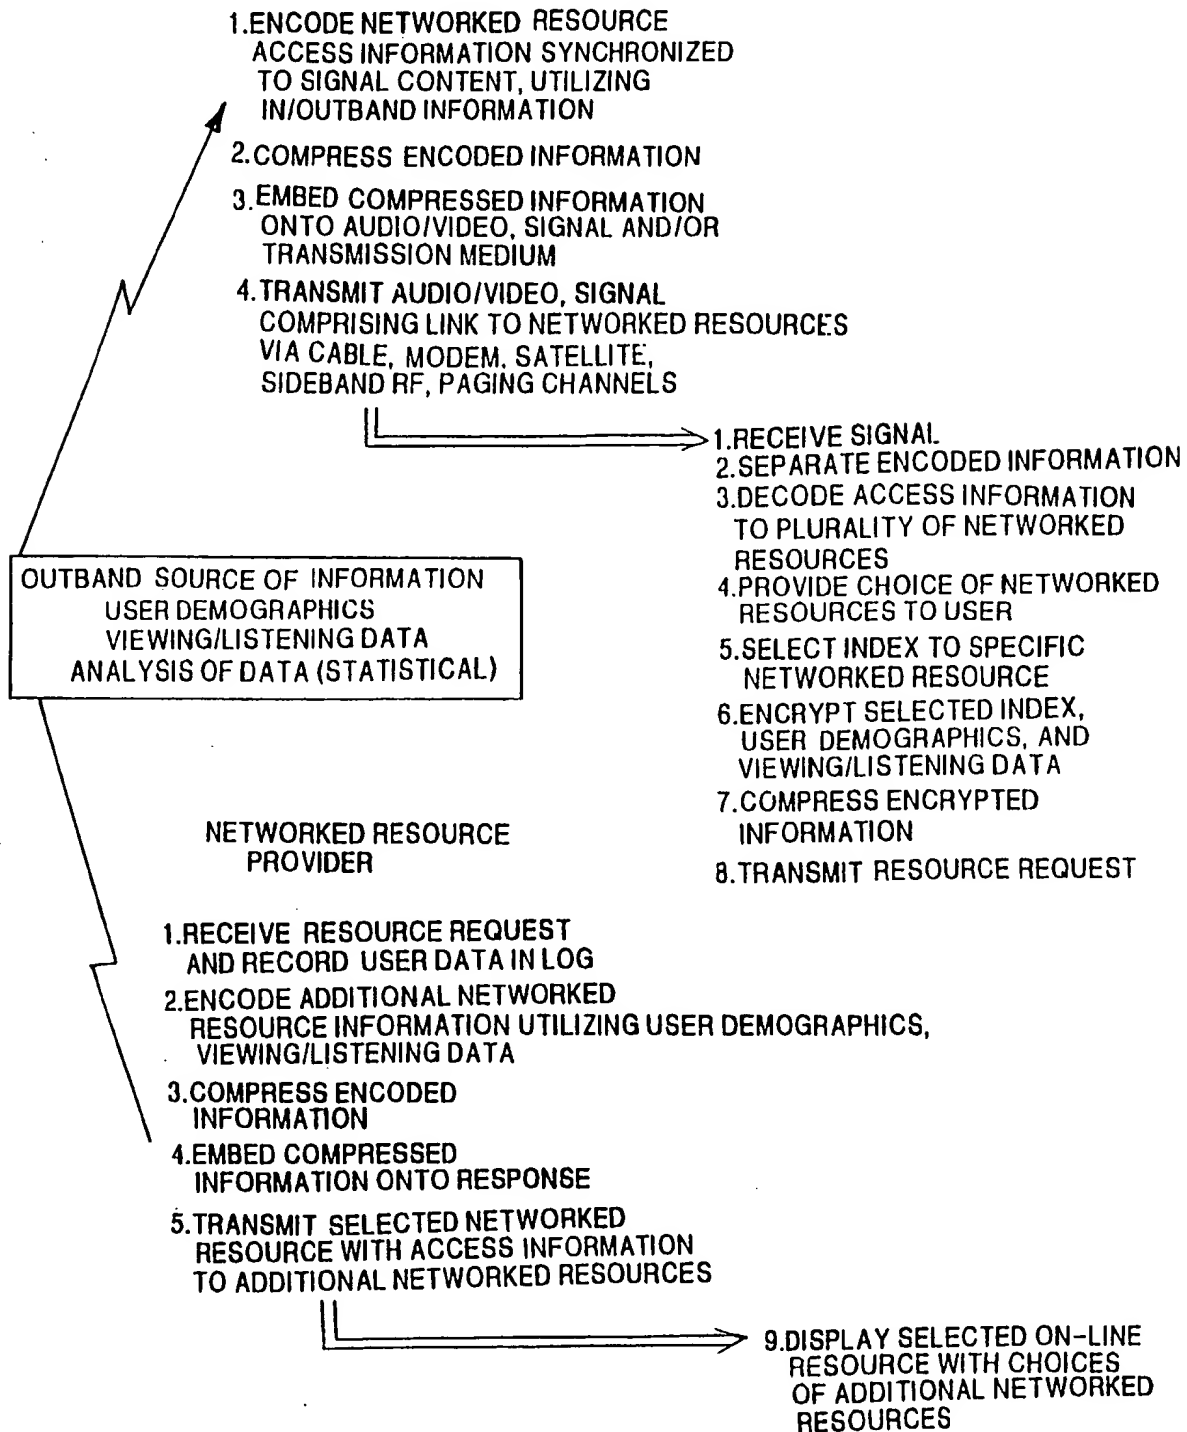 1.ENCODE NETWORKED RESOURCE
ACCESS INFORMATION SYNCHRONIZED
TO SIGNAL CONTENT, UTILIZING
IN/OUTBAND INFORMATION
2.COMPRESS ENCODED INFORMATION
3.EMBED COMPRESSED INFORMATION
ONTO AUDIO/VIDEO, SIGNAL AND/OR
TRANSMISSION MEDIUM
4.TRANSMIT AUDIO/VIDEO, SIGNAL
COMPRISING LINK TO NETWORKED RESOURCES
VIA CABLE, MODEM, SATELLITE,
SIDEBAND RF, PAGING CHANNELS
1.RECEIVE SIGNAL
2.SEPARATE ENCODED INFORMATION
3.DECODE ACCESS INFORMATION
TO PLURALITY OF NETWORKED
RESOURCES
4.PROVIDE CHOICE OF NETWORKED
RESOURCES TO USER
5.SELECT INDEX TO SPECIFIC
NETWORKED RESOURCE
6.ENCRYPT SELECTED INDEX,
USER DEMOGRAPHICS, AND
VIEWING/LISTENING DATA
7.COMPRESS ENCRYPTED
INFORMATION
8.TRANSMIT RESOURCE REQUEST
OUTBAND SOURCE OF INFORMATION
USER DEMOGRAPHICS
VIEWING/LISTENING DATA
ANALYSIS OF DATA (STATISTICAL)
NETWORKED RESOURCE
PROVIDER
1.RECEIVE RESOURCE REQUEST
AND RECORD USER DATA IN LOG
2.ENCODE ADDITIONAL NETWORKED
RESOURCE INFORMATION UTILIZING USER DEMOGRAPHICS,
VIEWING/LISTENING DATA
3.COMPRESS ENCODED
INFORMATION
4.EMBED COMPRESSED
INFORMATION ONTO RESPONSE
5.TRANSMIT SELECTED NETWORKED
RESOURCE WITH ACCESS INFORMATION
TO ADDITIONAL NETWORKED RESOURCES
9.DISPLAY SELECTED ON-LINE
RESOURCE WITH CHOICES
OF ADDITIONAL NETWORKED
RESOURCES